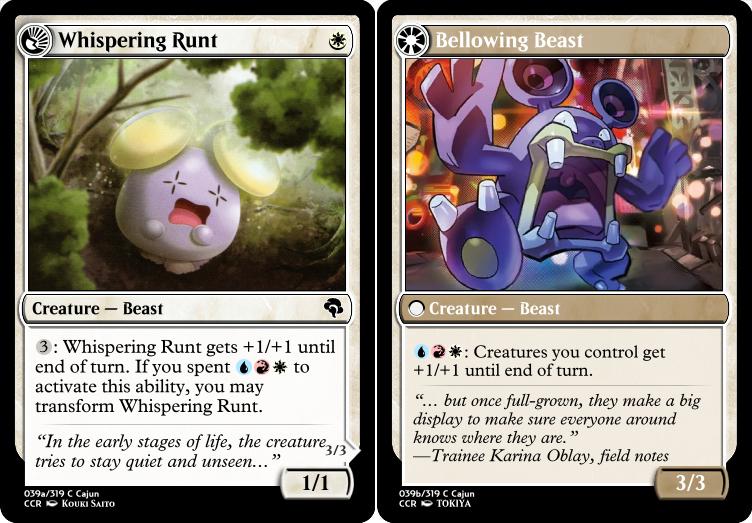 Whispering Runt
Creature — Beast
3: Whispering Runt gets +1/+1 until
end of turn. If you spent to
activate this ability, you may
transform Whispering Runt.
“In the early stages of life, the creature
tries to stay quiet and unseen…”
3/3
1/1
039a/319 C Cajun
CCR Kouki Saito
Bellowing Beast
Creature — Beast
: Creatures you control get
+1/+1 until end of turn.
“… but once full-grown, they make a big
display to make sure everyone around
knows where they are.”
—Trainee Karina Oblay, field notes
3/3
039b/319 C Cajun
CCR TOKIYA